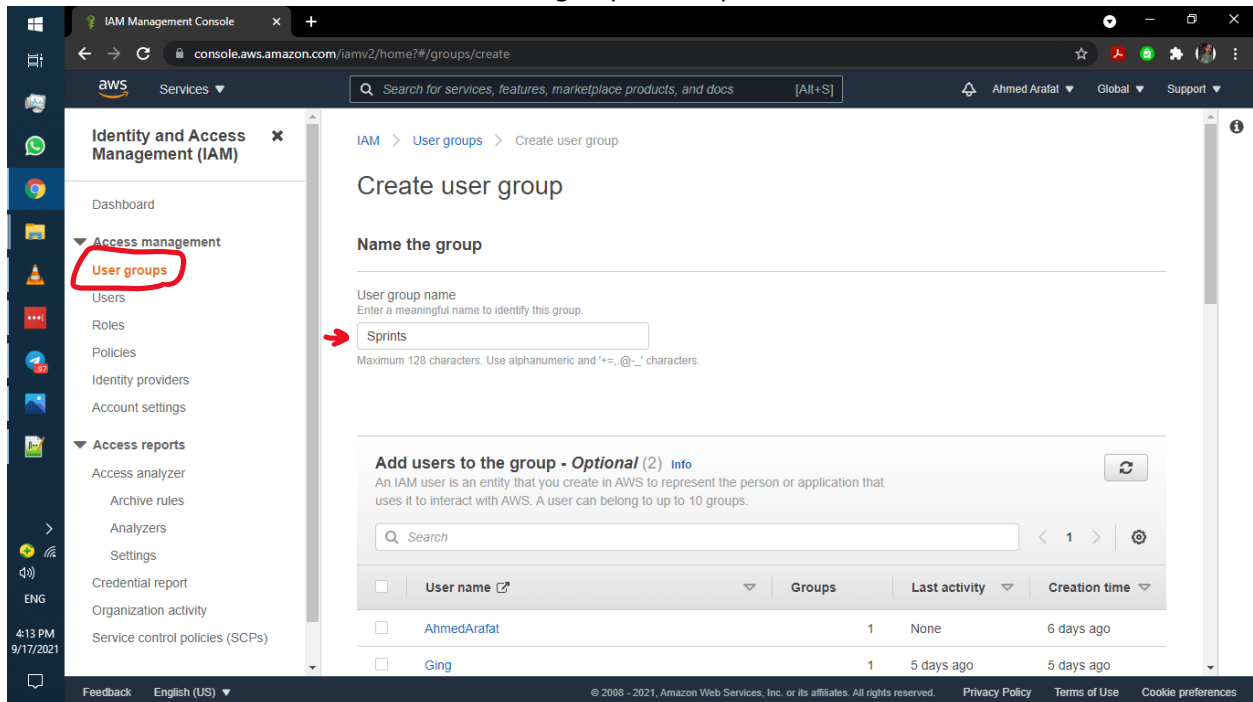 IAM Management Console
console.aws.amazon.com/iamv2/home?#/groups/create
aws
Services ▼
Search for services, features, marketplace products, and docs
[Alt+S]
Ahmed Arafat ▼
Global ▼
Support ▼
Identity and Access
Management (IAM)
Dashboard
Access management
User groups
Users
Roles
Policies
Identity providers
Account settings
Access reports
Access analyzer
Archive rules
Analyzers
Settings
Credential report
Organization activity
Service control policies (SCPs)
IAM > User groups > Create user group
Create user group
Name the group
User group name
Enter a meaningful name to identify this group.
Sprints
Maximum 128 characters. Use alphanumeric and '+=,.@-_' characters.
Add users to the group - Optional (2) Info
An IAM user is an entity that you create in AWS to represent the person or application that
uses it to interact with AWS. A user can belong to up to 10 groups.
Search
< 1 >
User name Groups Last activity Creation time
AhmedArafat 1 None 6 days ago
Ging 1 5 days ago 5 days ago
97
ENG
4:13 PM
9/17/2021
Feedback English (US) ▼ © 2008 - 2021, Amazon Web Services, Inc. or its affiliates. All rights reserved. Privacy Policy Terms of Use Cookie preferences